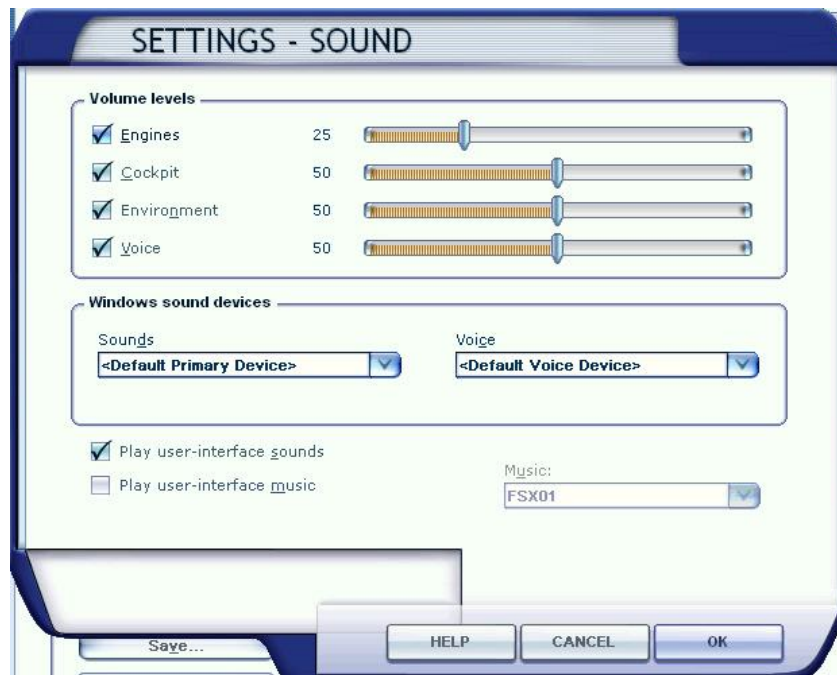 SETTINGS - SOUND
Volume levels
Engines 25
Cockpit 50
Environment 50
Voice 50
Windows sound devices
Sounds Voice
<Default Primary Device> <Default Voice Device>
Play user-interface sounds
Play user-interface music
Music:
FSX01
Save...
HELP CANCEL OK